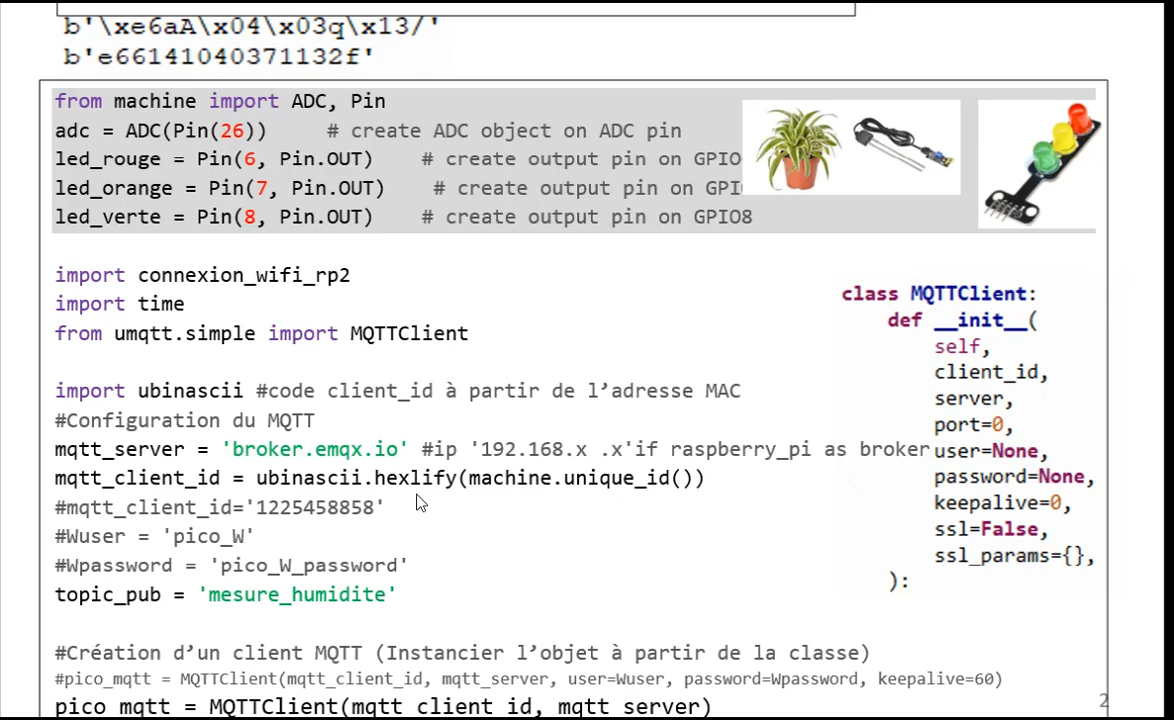 b'\xe6aA\x04\x03q\x13/'
b'e66141040371132f'
from machine import ADC, Pin
adc = ADC(Pin(26))     # create ADC object on ADC pin
led_rouge = Pin(6, Pin.OUT)    # create output pin on GPIO
led_orange = Pin(7, Pin.OUT)    # create output pin on GPI
led_verte = Pin(8, Pin.OUT)    # create output pin on GPIO8
import connexion_wifi_rp2
import time
from umqtt.simple import MQTTClient
import ubinascii #code client_id à partir de l’adresse MAC
#Configuration du MQTT
mqtt_server = 'broker.emqx.io' #ip '192.168.x .x'if raspberry_pi as broker
mqtt_client_id = ubinascii.hexlify(machine.unique_id())
#mqtt_client_id='1225458858'
#Wuser = 'pico_W'
#Wpassword = 'pico_W_password'
topic_pub = 'mesure_humidite'
#Création d’un client MQTT (Instancier l’objet à partir de la classe)
#pico_mqtt = MQTTClient(mqtt_client_id, mqtt_server, user=Wuser, password=Wpassword, keepalive=60)
pico_mqtt = MQTTClient(mqtt_client_id, mqtt_server)
class MQTTClient:
def __init__(
self,
client_id,
server,
port=0,
user=None,
password=None,
keepalive=0,
ssl=False,
ssl_params={},
):
2